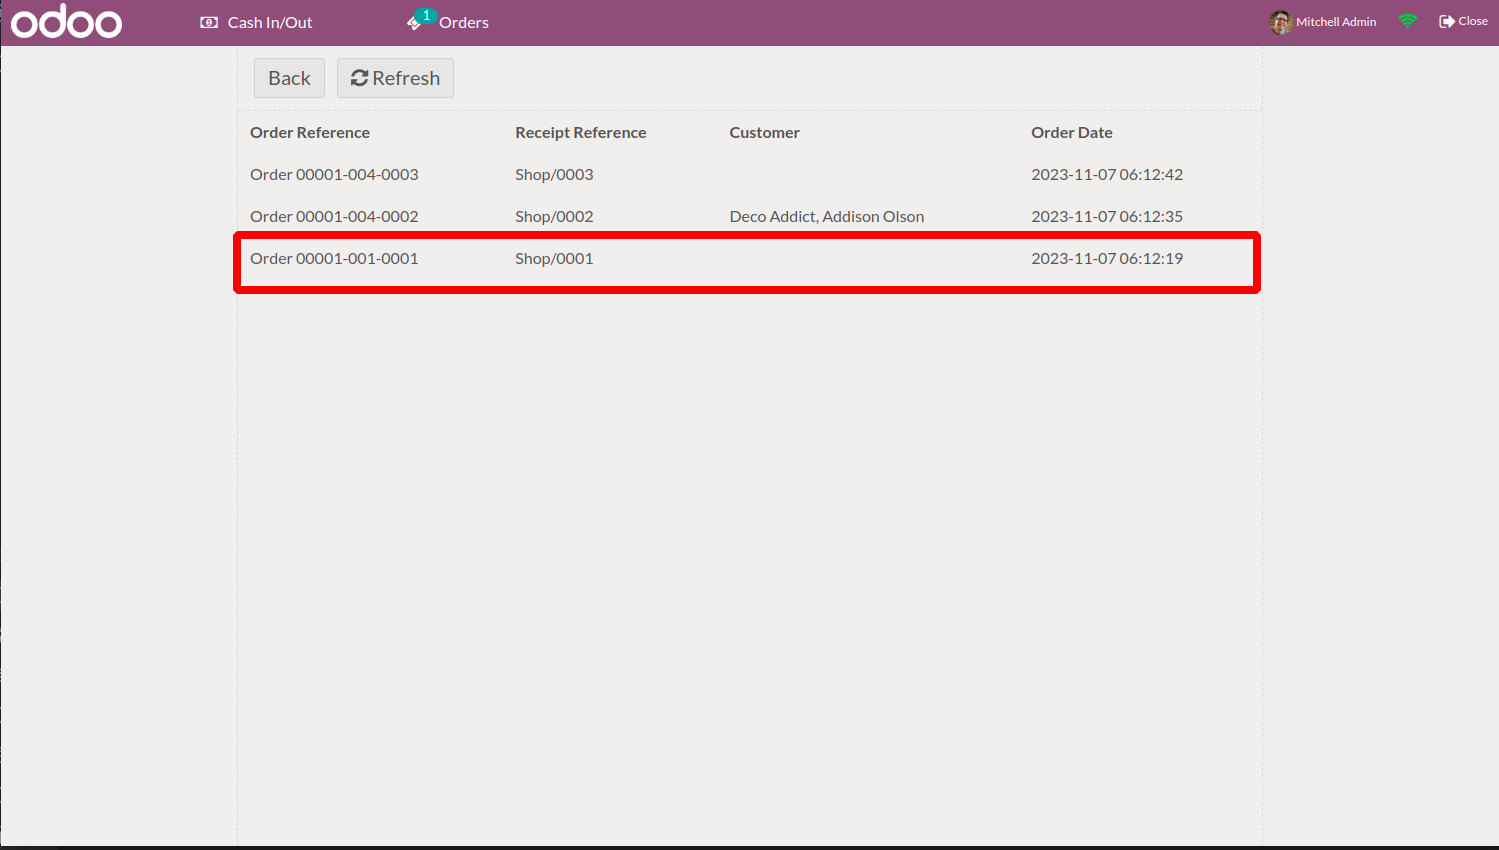 odoo Cash In/Out 1 Orders Mitchell Admin Close
Back Refresh
Order Reference Receipt Reference Customer Order Date
Order 00001-004-0003 Shop/0003 2023-11-07 06:12:42
Order 00001-004-0002 Shop/0002 Deco Addict, Addison Olson 2023-11-07 06:12:35
Order 00001-001-0001 Shop/0001 2023-11-07 06:12:19